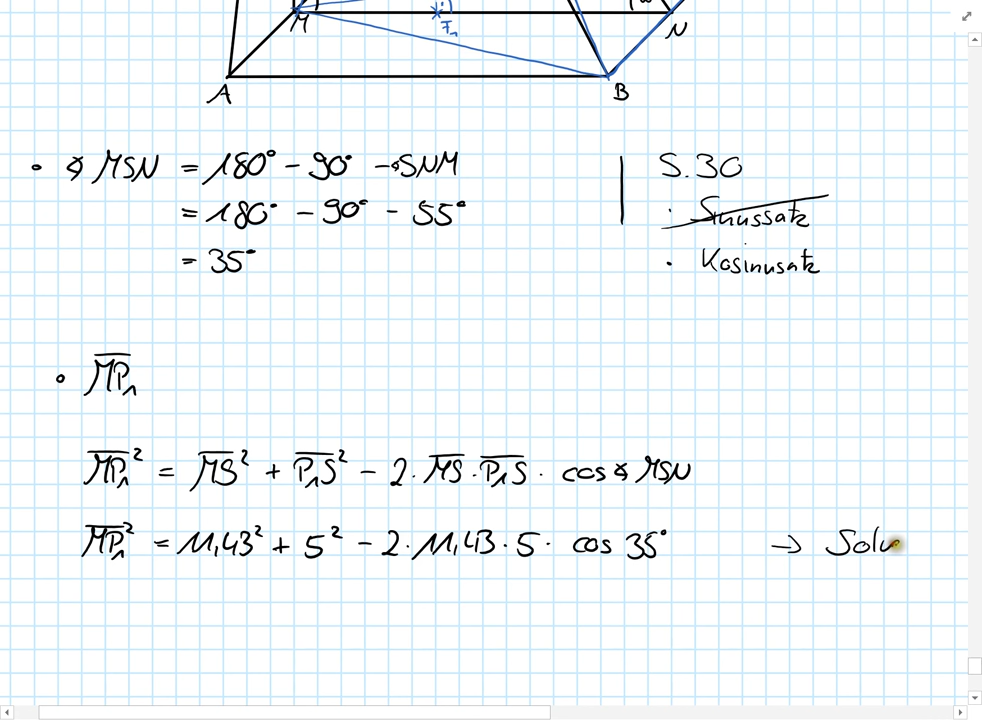 M
F₁
N
A
B
• ∢ MSN = 180° - 90° - ∢SNM
= 180° - 90° - 55°
= 35°
S. 30
· Sinussatz
· Kosinussatz
• MP₁
MP₁² = MS² + P₁S² - 2 · MS · P₁S · cos ∢ MSN
MP₁² = 11,43² + 5² - 2 · 11,43 · 5 · cos 35° → Solv